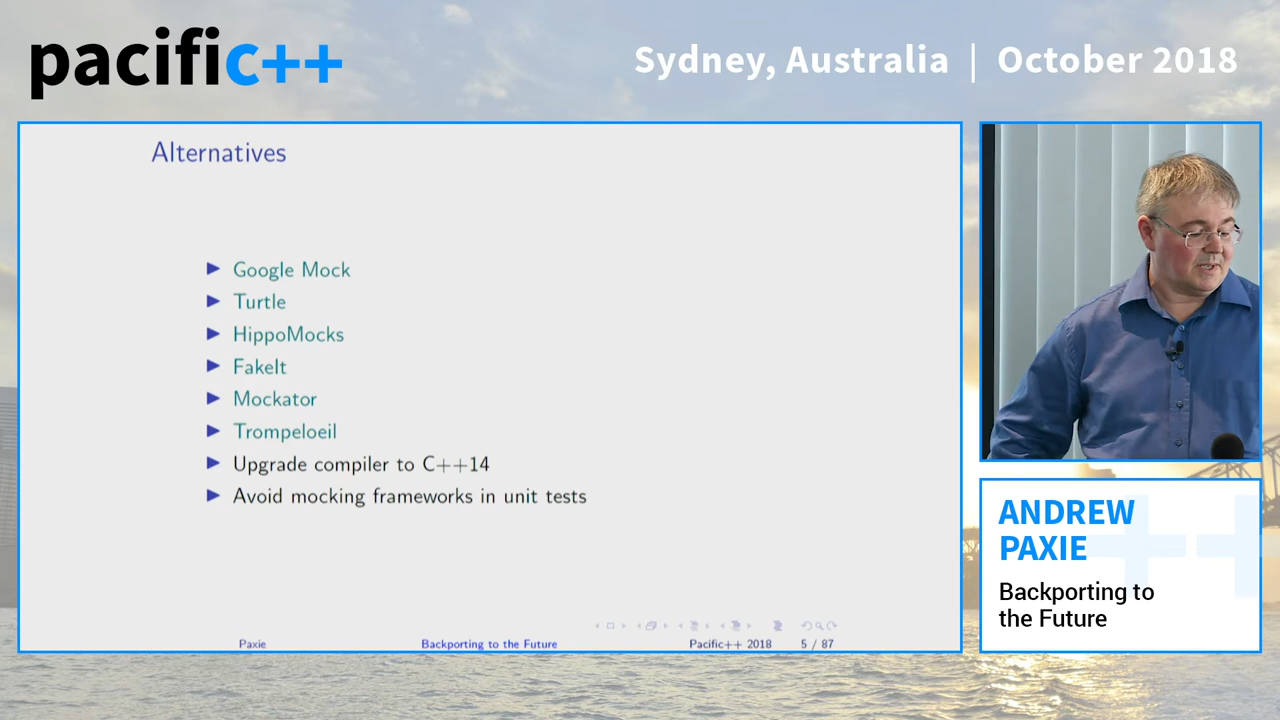 pacific++
Sydney, Australia | October 2018
Alternatives
Google Mock
Turtle
HippoMocks
FakeIt
Mockator
Trompeloeil
Upgrade compiler to C++14
Avoid mocking frameworks in unit tests
Paxie Backporting to the Future Pacific++ 2018 5 / 87
ANDREW
PAXIE
Backporting to
the Future